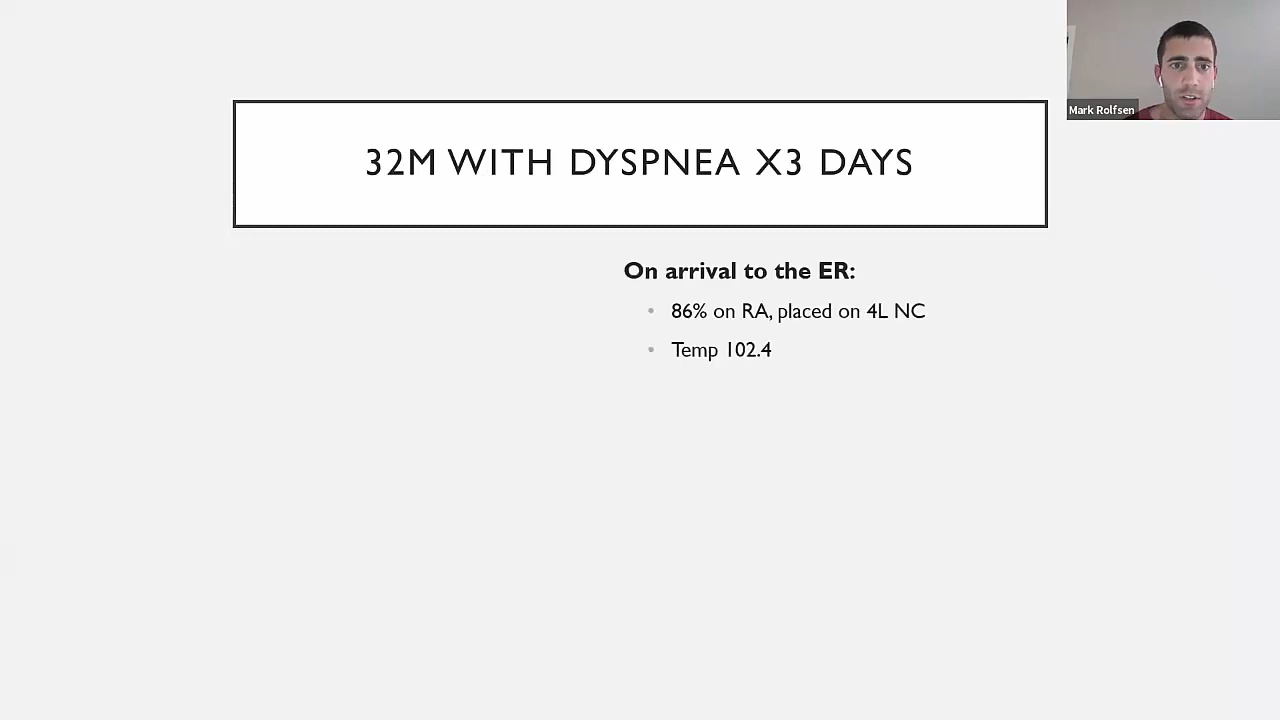 Mark Rolfsen
32M WITH DYSPNEA X3 DAYS
On arrival to the ER:
• 86% on RA, placed on 4L NC
• Temp 102.4